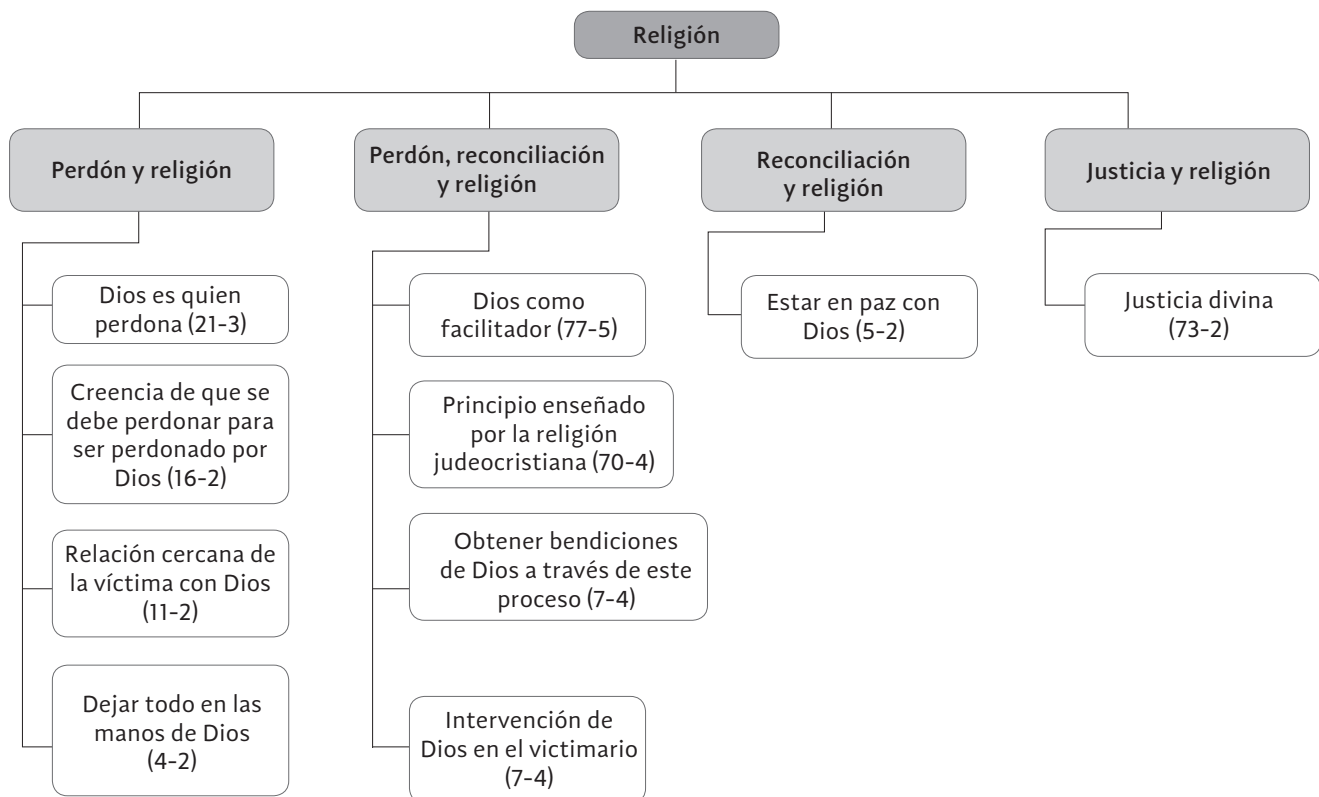 Religión
Perdón y religión
Dios es quien
perdona (21-3)
Creencia de que se
debe perdonar para
ser perdonado por
Dios (16-2)
Relación cercana de
la víctima con Dios
(11-2)
Dejar todo en las
manos de Dios
(4-2)
Perdón, reconciliación
y religión
Dios como
facilitador (77-5)
Principio enseñado
por la religión
judeocristiana (70-4)
Obtener bendiciones
de Dios a través de este
proceso (7-4)
Intervención de
Dios en el victimario
(7-4)
Reconciliación
y religión
Estar en paz con
Dios (5-2)
Justicia y religión
Justicia divina
(73-2)